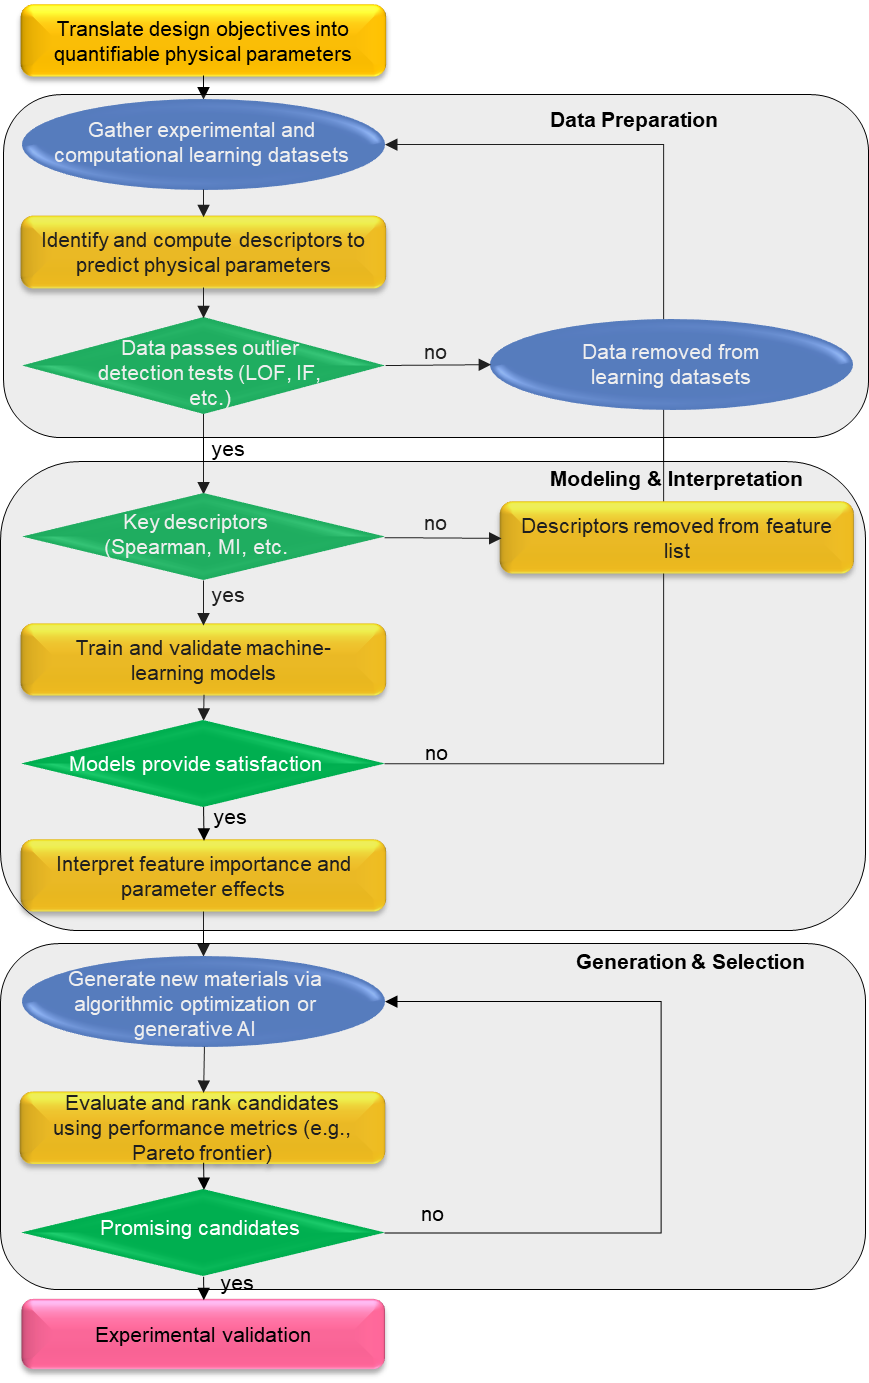 Translate design objectives into
quantifiable physical parameters
Data Preparation
Gather experimental and
computational learning datasets
Identify and compute descriptors to
predict physical parameters
Data passes outlier
detection tests (LOF, IF,
etc.)
no
Data removed from
learning datasets
yes
Modeling & Interpretation
Key descriptors
(Spearman, MI, etc.
no
Descriptors removed from feature
list
yes
Train and validate machine-
learning models
Models provide satisfaction
no
yes
Interpret feature importance and
parameter effects
Generation & Selection
Generate new materials via
algorithmic optimization or
generative AI
Evaluate and rank candidates
using performance metrics (e.g.,
Pareto frontier)
Promising candidates
no
yes
Experimental validation